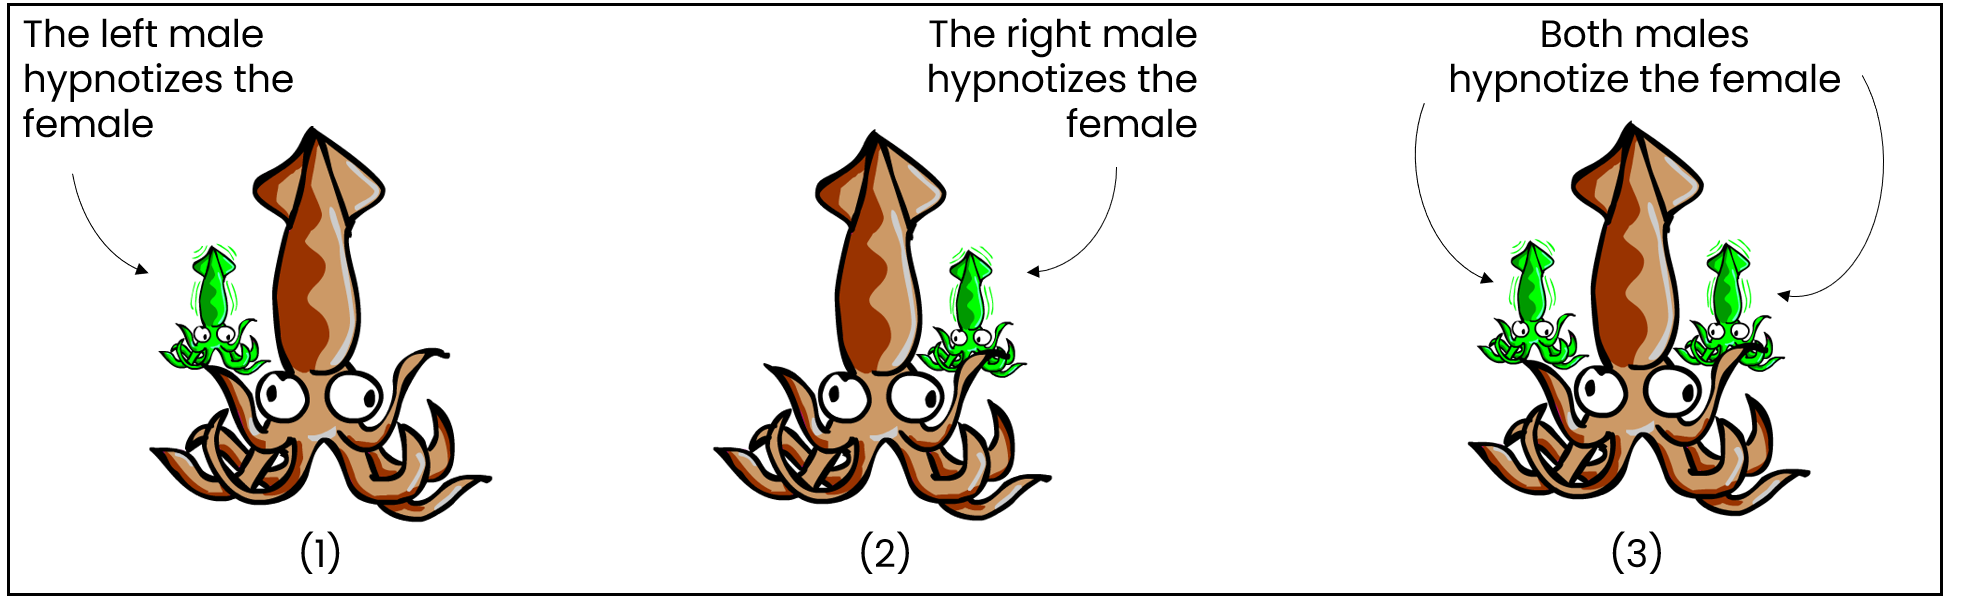 The left male
hypnotizes the
female
The right male
hypnotizes the
female
Both males
hypnotize the female
(1)
(2)
(3)